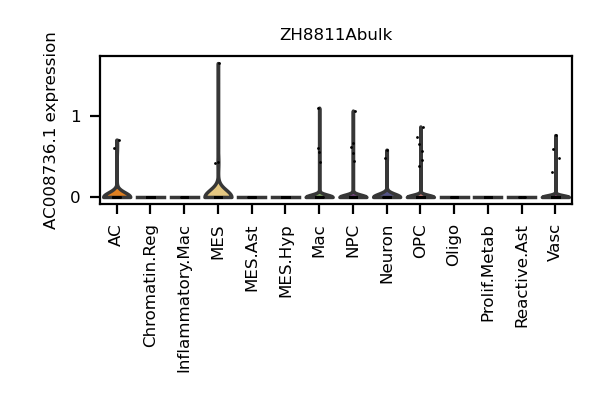 ZH8811Abulk
AC008736.1 expression
1
0
AC
Chromatin.Reg
Inflammatory.Mac
MES
MES.Ast
MES.Hyp
Mac
NPC
Neuron
OPC
Oligo
Prolif.Metab
Reactive.Ast
Vasc